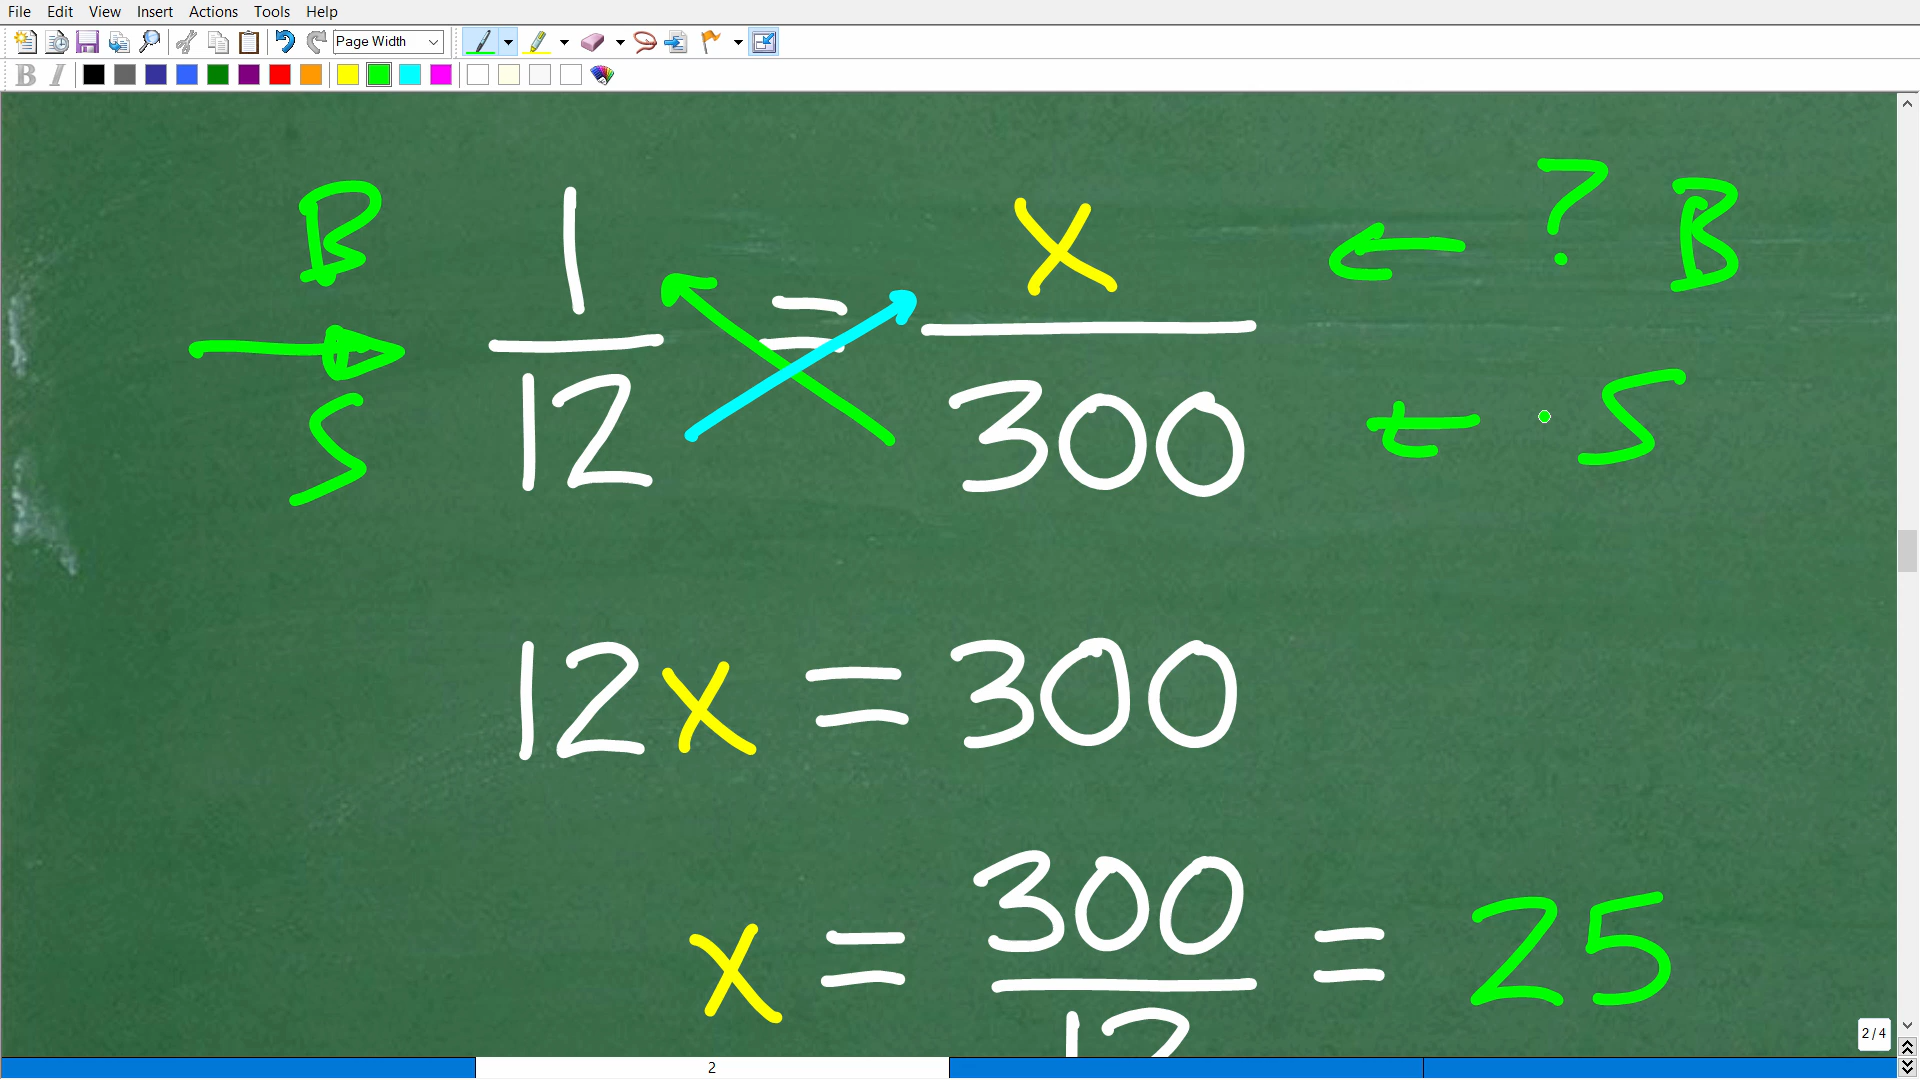 File Edit View Insert Actions Tools Help
Page Width
B I
B 1 = x ? B
S 12 300 S
12x = 300
x = 300 = 25
12
2 / 4
2